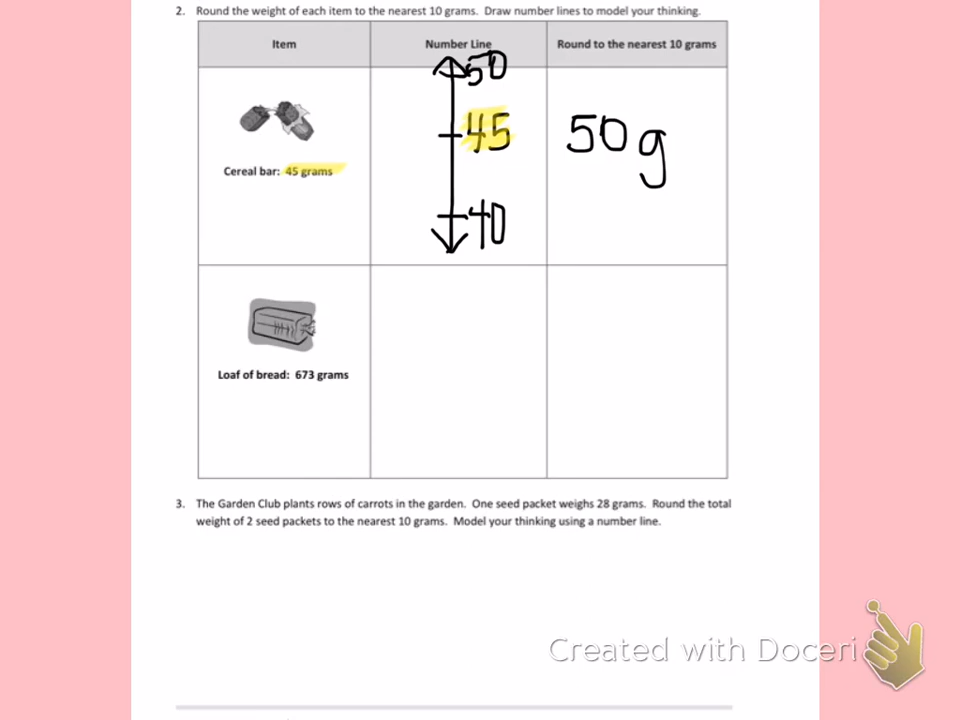 2. Round the weight of each item to the nearest 10 grams. Draw number lines to model your thinking.
Item
Number Line
Round to the nearest 10 grams
50
45
40
50 g
Cereal bar: 45 grams
Loaf of bread: 673 grams
3. The Garden Club plants rows of carrots in the garden. One seed packet weighs 28 grams. Round the total
weight of 2 seed packets to the nearest 10 grams. Model your thinking using a number line.
Created with Doceri